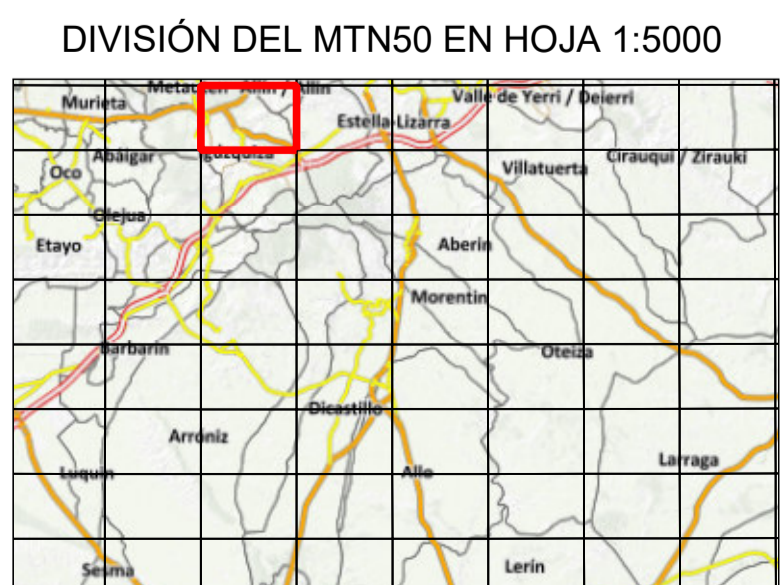 DIVISIÓN DEL MTN50 EN HOJA 1:5000
Murieta
Allín / Allin
Valle de Yerri / Deierri
Estella-Lizarra
Abáigar
Igúzquiza
Cirauqui / Zirauki
Oco
Villatuerta
Olejua
Etayo
Aberin
Morentin
Barbarin
Oteiza
Dicastillo
Arróniz
Larraga
Luquin
Allo
Sesma
Lerín